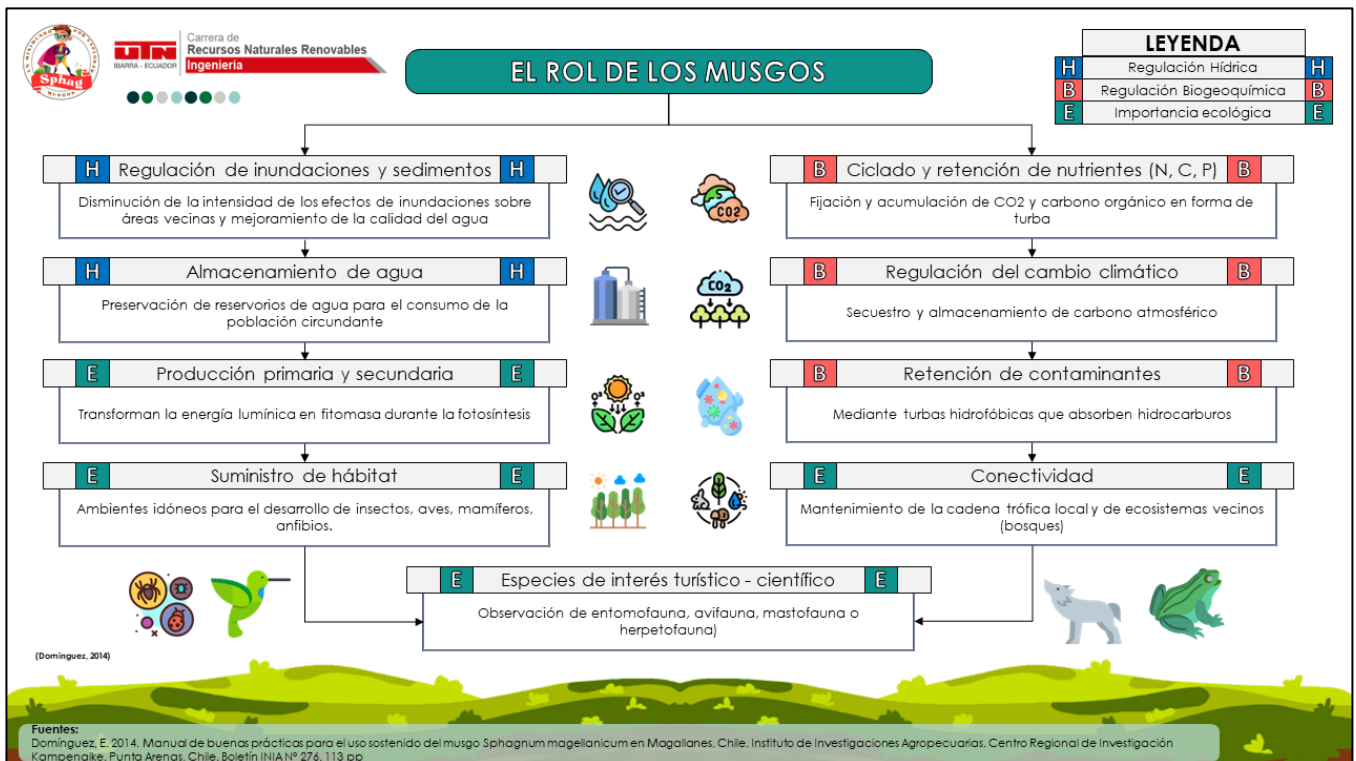 UN MINIMUNDO POR EXPLORAR
Sphag
MUSGOS
UTN
IBARRA - ECUADOR
Carrera de
Recursos Naturales Renovables
Ingeniería
EL ROL DE LOS MUSGOS
LEYENDA
H Regulación Hídrica H
B Regulación Biogeoquímica B
E Importancia ecológica E
H Regulación de inundaciones y sedimentos H
Disminución de la intensidad de los efectos de inundaciones sobre
áreas vecinas y mejoramiento de la calidad del agua
H Almacenamiento de agua H
Preservación de reservorios de agua para el consumo de la
población circundante
E Producción primaria y secundaria E
Transforman la energía lumínica en fitomasa durante la fotosíntesis
E Suministro de hábitat E
Ambientes idóneos para el desarrollo de insectos, aves, mamíferos,
anfibios.
CO2
CO2
B Ciclado y retención de nutrientes (N, C, P) B
Fijación y acumulación de CO2 y carbono orgánico en forma de
turba
B Regulación del cambio climático B
Secuestro y almacenamiento de carbono atmosférico
B Retención de contaminantes B
Mediante turbas hidrofóbicas que absorben hidrocarburos
E Conectividad E
Mantenimiento de la cadena trófica local y de ecosistemas vecinos
(bosques)
E Especies de interés turístico - científico E
Observación de entomofauna, avifauna, mastofauna o
herpetofauna)
(Domínguez, 2014)
Fuentes:
Domínguez, E. 2014. Manual de buenas prácticas para el uso sostenido del musgo Sphagnum magellanicum en Magallanes, Chile. Instituto de Investigaciones Agropecuarias. Centro Regional de Investigación
Kampenaike. Punta Arenas, Chile. Boletín INIA N° 276. 113 pp